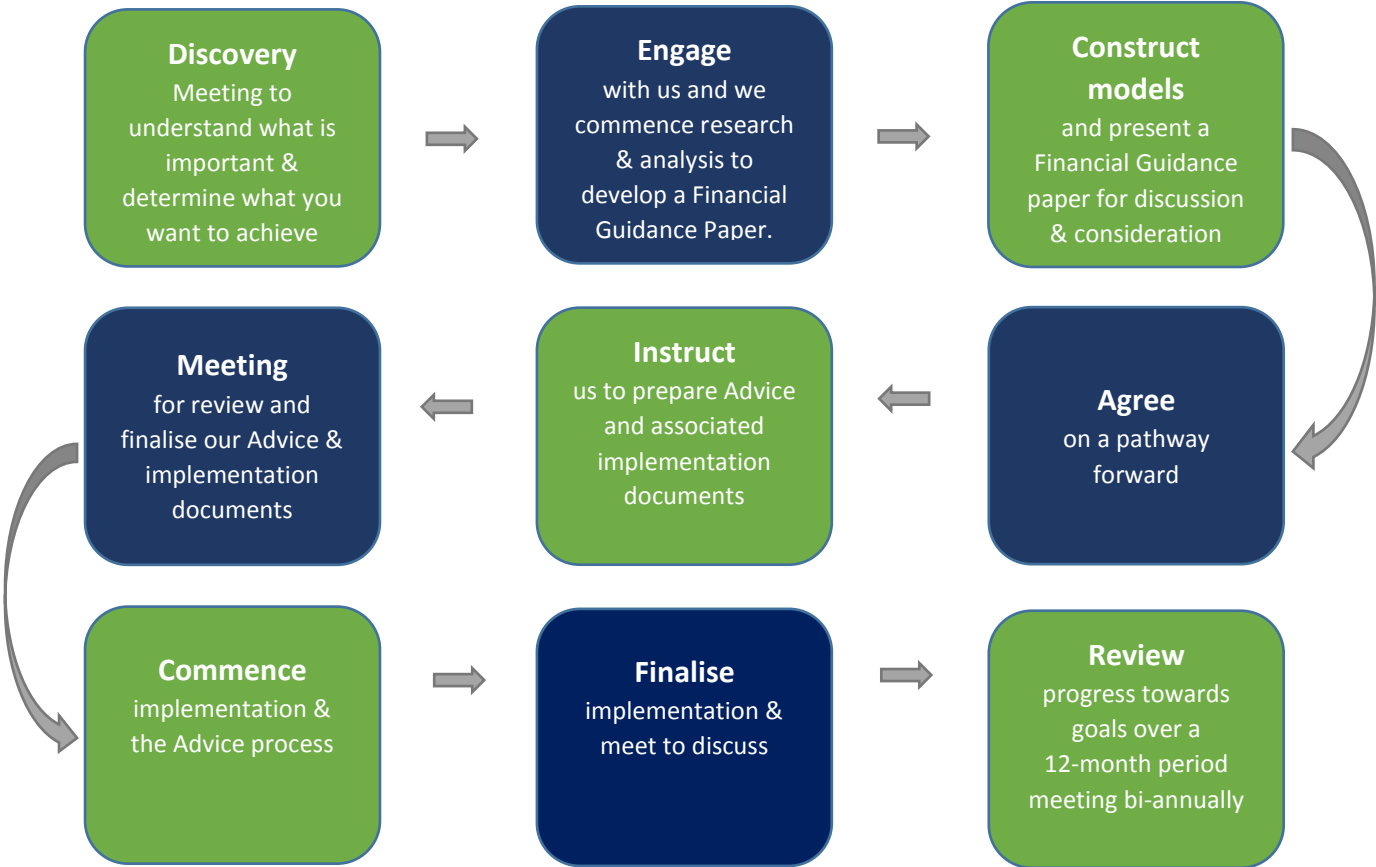 Discovery
Meeting to
understand what is
important &
determine what you
want to achieve
Engage
with us and we
commence research
& analysis to
develop a Financial
Guidance Paper.
Construct
models
and present a
Financial Guidance
paper for discussion
& consideration
Agree
on a pathway
forward
Instruct
us to prepare Advice
and associated
implementation
documents
Meeting
for review and
finalise our Advice &
implementation
documents
Commence
implementation &
the Advice process
Finalise
implementation &
meet to discuss
Review
progress towards
goals over a
12-month period
meeting bi-annually